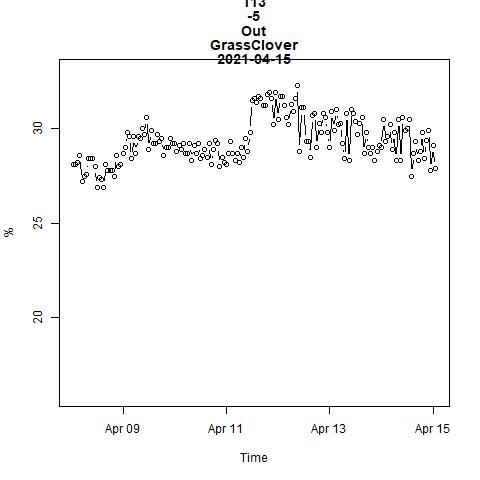 113
-5
Out
GrassClover
2021-04-15
30
25
20
%
Apr 09
Apr 11
Apr 13
Apr 15
Time